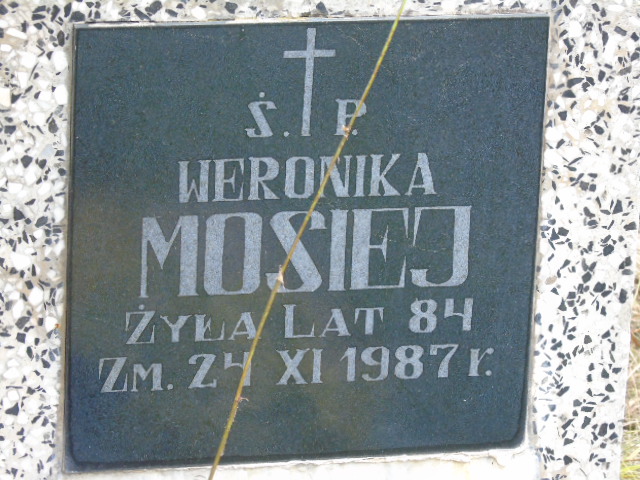 Ś. P.
WERONIKA
MOSIEJ
ŻYŁA LAT 84
ZM. 24 XI 1987 r.